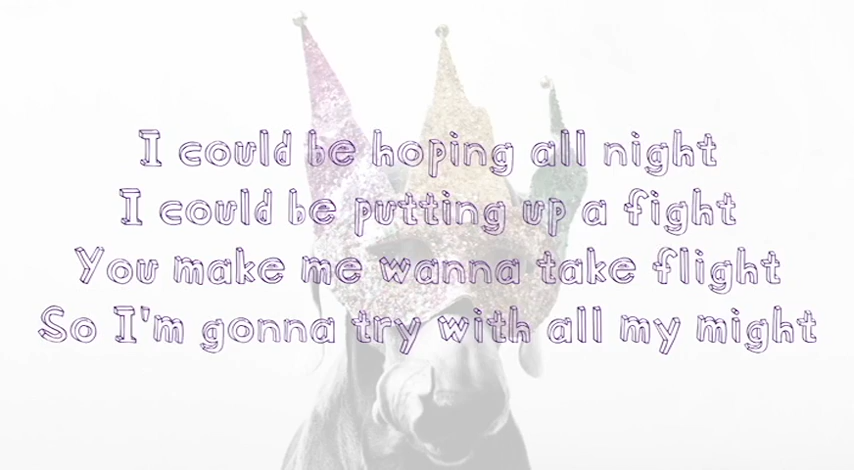 I could be hoping all night
I could be putting up a fight
You make me wanna take flight
So I'm gonna try with all my might